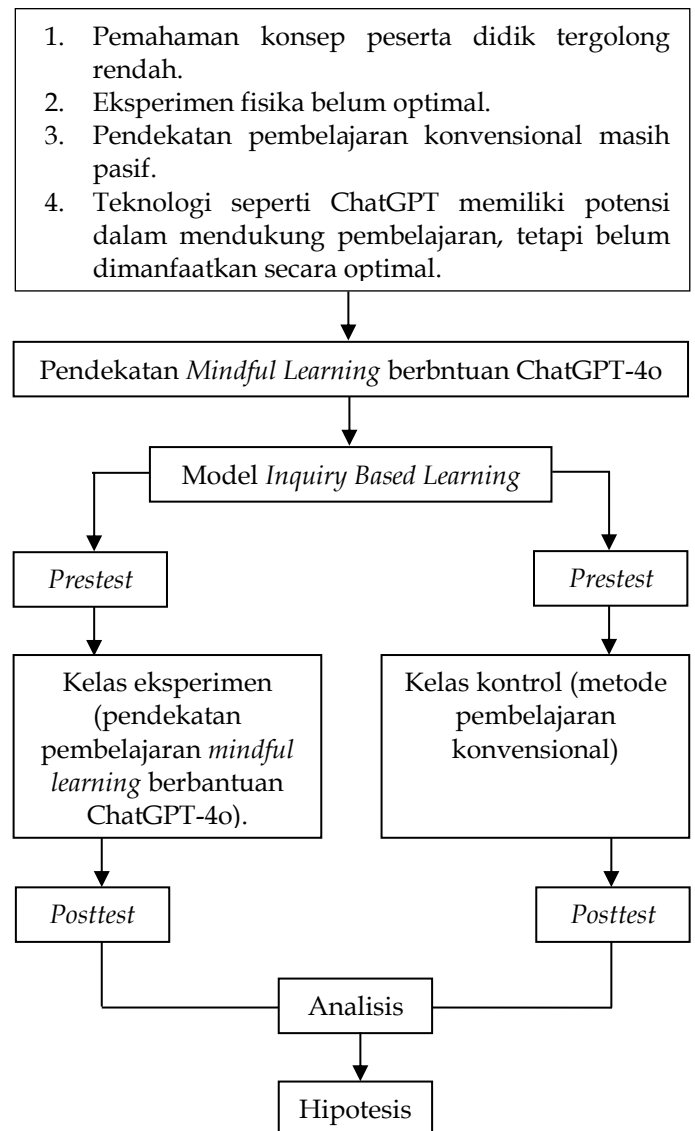 1. Pemahaman konsep peserta didik tergolong
rendah.
2. Eksperimen fisika belum optimal.
3. Pendekatan pembelajaran konvensional masih
pasif.
4. Teknologi seperti ChatGPT memiliki potensi
dalam mendukung pembelajaran, tetapi belum
dimanfaatkan secara optimal.
Pendekatan Mindful Learning berbntuan ChatGPT-4o
Model Inquiry Based Learning
Prestest
Prestest
Kelas eksperimen
(pendekatan
pembelajaran mindful
learning berbantuan
ChatGPT-4o).
Kelas kontrol (metode
pembelajaran
konvensional)
Posttest
Posttest
Analisis
Hipotesis